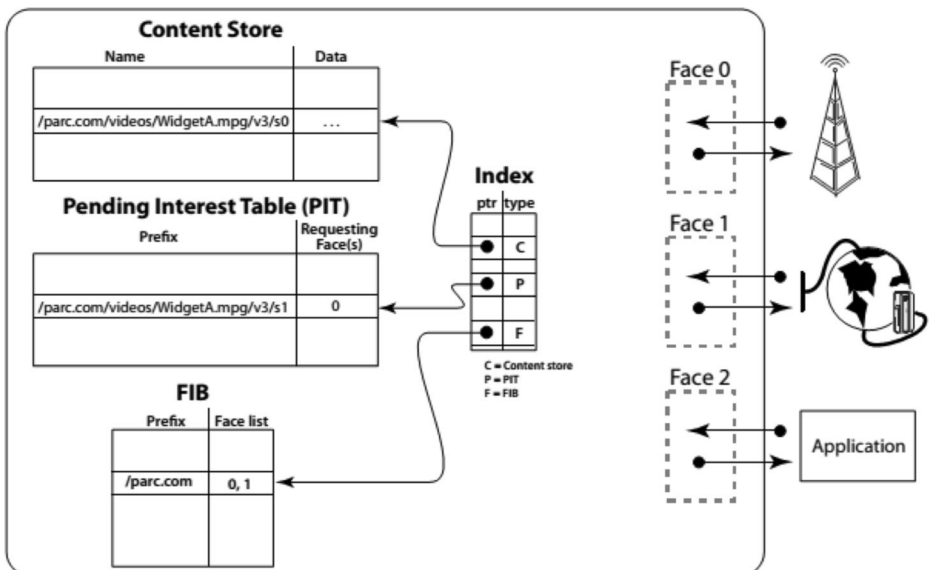 Content Store
Name Data
/parc.com/videos/WidgetA.mpg/v3/s0 ...
Pending Interest Table (PIT)
Prefix Requesting
Face(s)
/parc.com/videos/WidgetA.mpg/v3/s1 0
FIB
Prefix Face list
/parc.com 0, 1
Index
ptr type
C
P
F
C = Content store
P = PIT
F = FIB
Face 0
Face 1
Face 2
Application